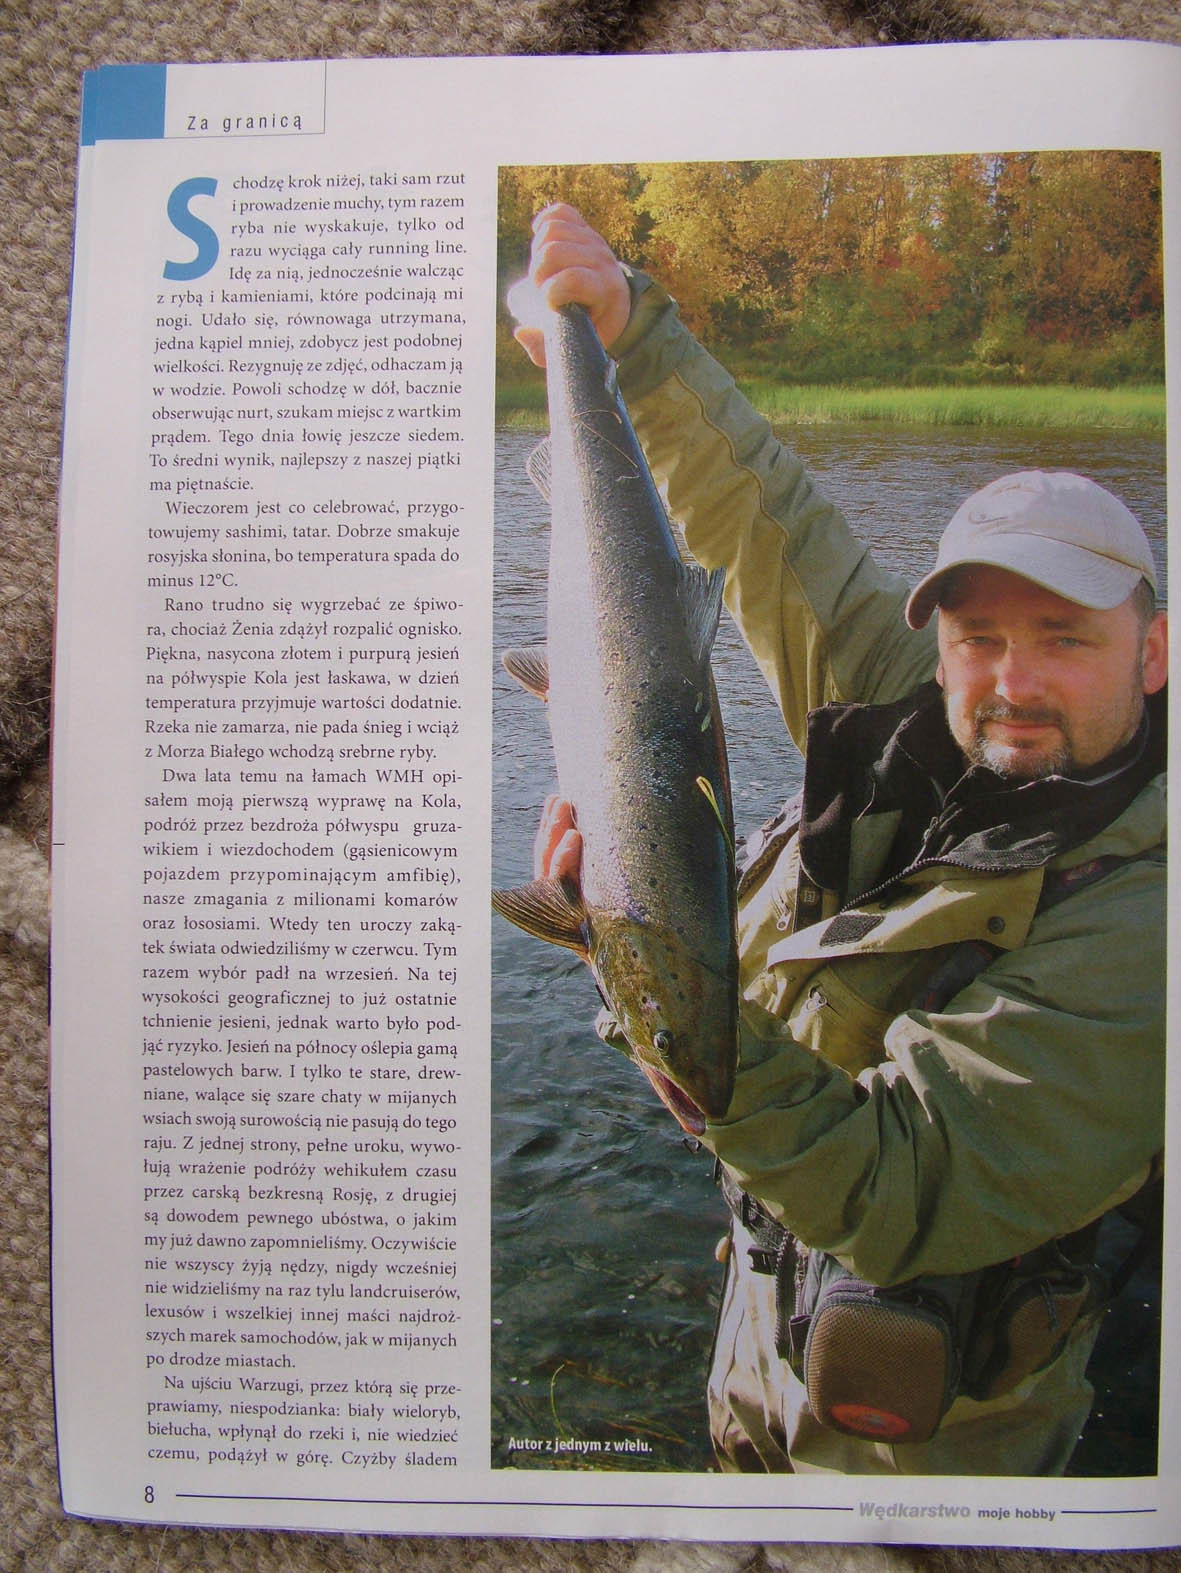 Za granicą
Schodzę krok niżej, taki sam rzut
i prowadzenie muchy, tym razem
ryba nie wyskakuje, tylko od
razu wyciąga cały running line.
Idę za nią, jednocześnie walcząc
z rybą i kamieniami, które podcinają mi
nogi. Udało się, równowaga utrzymana,
jedna kąpiel mniej, zdobycz jest podobnej
wielkości. Rezygnuję ze zdjęć, odhaczam ją
w wodzie. Powoli schodzę w dół, bacznie
obserwując nurt, szukam miejsc z wartkim
prądem. Tego dnia łowię jeszcze siedem.
To średni wynik, najlepszy z naszej piątki
ma piętnaście.
Wieczorem jest co celebrować, przygo-
towujemy sashimi, tatar. Dobrze smakuje
rosyjska słonina, bo temperatura spada do
minus 12°C.
Rano trudno się wygrzebać ze śpiwo-
ra, chociaż Żenia zdążył rozpalić ognisko.
Piękna, nasycona złotem i purpurą jesień
na półwyspie Kola jest łaskawa, w dzień
temperatura przyjmuje wartości dodatnie.
Rzeka nie zamarza, nie pada śnieg i wciąż
z Morza Białego wchodzą srebrne ryby.
Dwa lata temu na łamach WMH opi-
sałem moją pierwszą wyprawę na Kola,
podróż przez bezdroża półwyspu gruza-
wikiem i wiezdochodem (gąsienicowym
pojazdem przypominającym amfibię),
nasze zmagania z milionami komarów
oraz łososiami. Wtedy ten uroczy zaką-
tek świata odwiedziliśmy w czerwcu. Tym
razem wybór padł na wrzesień. Na tej
wysokości geograficznej to już ostatnie
tchnienie jesieni, jednak warto było pod-
jąć ryzyko. Jesień na północy oślepia gamą
pastelowych barw. I tylko te stare, drew-
niane, walące się szare chaty w mijanych
wsiach swoją surowością nie pasują do tego
raju. Z jednej strony, pełne uroku, wywo-
łują wrażenie podróży wehikułem czasu
przez carską bezkresną Rosję, z drugiej
są dowodem pewnego ubóstwa, o jakim
my już dawno zapomnieliśmy. Oczywiście
nie wszyscy żyją nędzy, nigdy wcześniej
nie widzieliśmy na raz tylu landcruiserów,
lexusów i wszelkiej innej maści najdroż-
szych marek samochodów, jak w mijanych
po drodze miastach.
Na ujściu Warzugi, przez którą się prze-
prawiamy, niespodzianka: biały wieloryb,
biełucha, wpłynął do rzeki i, nie wiedzieć
czemu, podążył w górę. Czyżby śladem
Autor z jednym z wielu.
8
Wędkarstwo moje hobby